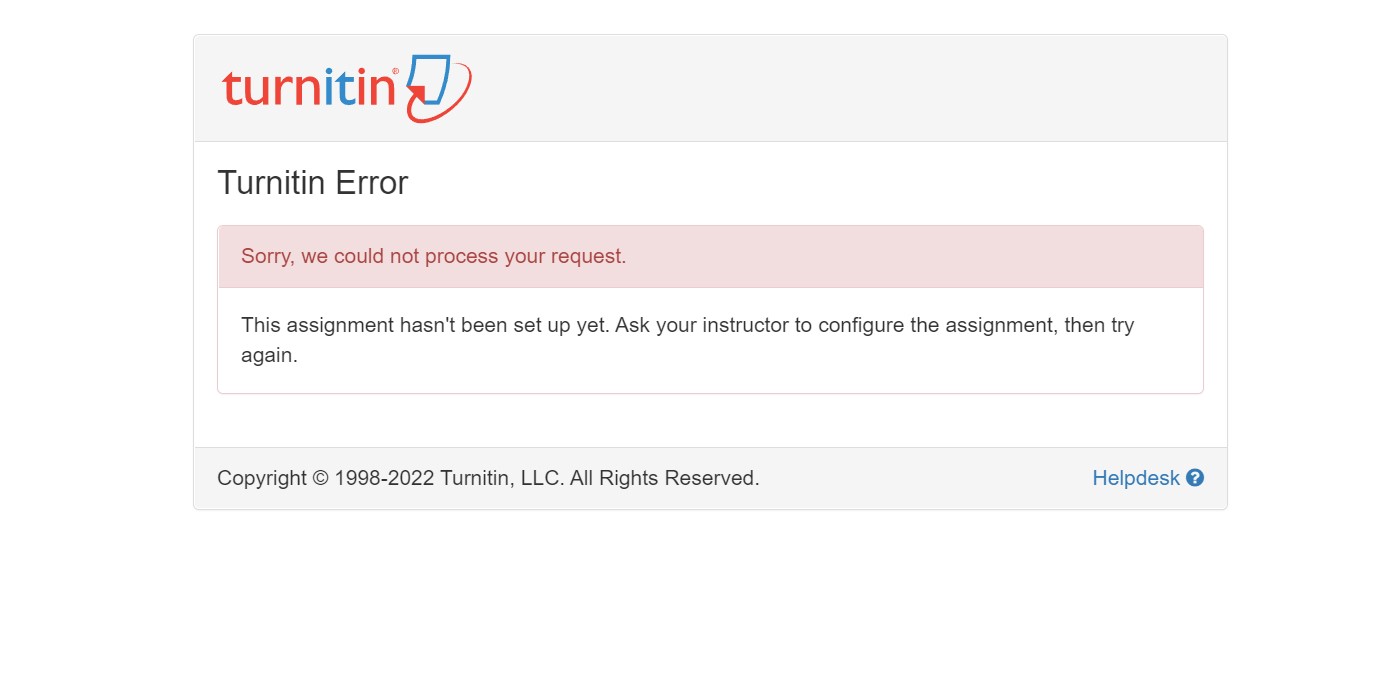 turnitin®
Turnitin Error
Sorry, we could not process your request.
This assignment hasn't been set up yet. Ask your instructor to configure the assignment, then try
again.
Copyright © 1998-2022 Turnitin, LLC. All Rights Reserved.
Helpdesk ?